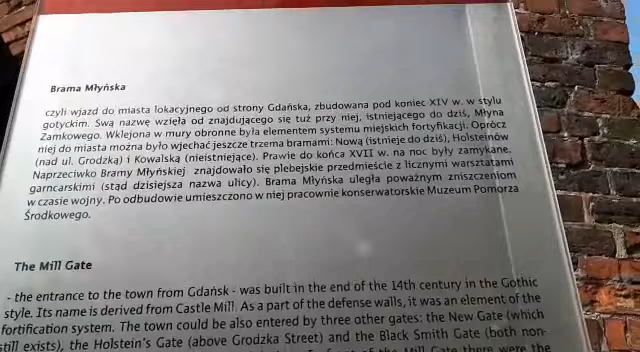 Brama Młyńska
czyli wjazd do miasta lokacyjnego od strony Gdańska, zbudowana pod koniec XIV w. w stylu
gotyckim. Swą nazwę wzięła od znajdującego się tuż przy niej, istniejącego do dziś, Młyna
Zamkowego. Wklejona w mury obronne była elementem systemu miejskich fortyfikacji. Oprócz
niej do miasta można było wjechać jeszcze trzema bramami: Nową (istnieje do dziś), Holsteinów
(nad ul. Grodzką) i Kowalską (nieistniejące). Prawie do końca XVII w. na noc były zamykane.
Naprzeciwko Bramy Młyńskiej znajdowało się plebejskie przedmieście z licznymi warsztatami
garncarskimi (stąd dzisiejsza nazwa ulicy). Brama Młyńska uległa poważnym zniszczeniom
w czasie wojny. Po odbudowie umieszczono w niej pracownie konserwatorskie Muzeum Pomorza
Środkowego.
The Mill Gate
- the entrance to the town from Gdańsk - was built in the end of the 14th century in the Gothic
style. Its name is derived from Castle Mill. As a part of the defense walls, it was an element of the
fortification system. The town could be also entered by three other gates: the New Gate (which
still exists), the Holstein's Gate (above Grodzka Street) and the Black Smith Gate (both non-
the Mill Gate there were the